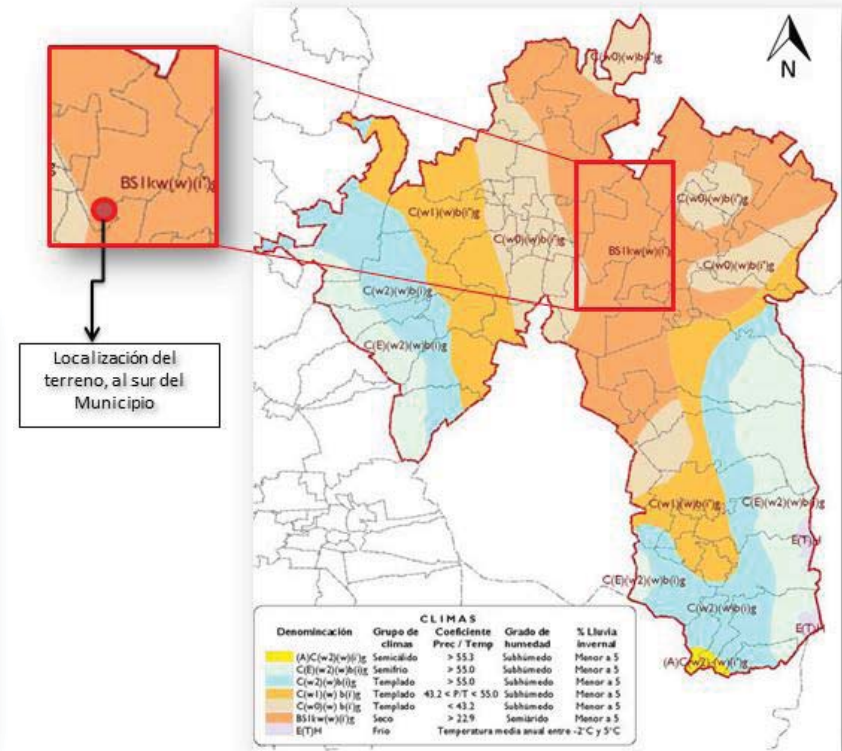 C(w0)(w)b(i')g
N
BS1kw(w)(i')g
C(w1)(w)b(i')g
C(w0)(w)b(i')g
C(w0)(w)b(i')g
BS1kw(w)(i')
C(w0)(w)b(i')g
C(w2)(w)b(i)g
C(E)(w2)(w)b(i)g
Localización del
terreno, al sur del
Municipio
C(w1)(w)b(i')g
C(E)(w2)(w)b(i)g
E(T)H
C(E)(w2)(w)b(i)g
C(w2)(w)b(i)g
E(T)H
(A)C(w2)(w)(i')g
CLIMAS
Denomincación Grupo de climas Coeficiente Prec / Temp Grado de humedad % Lluvia invernal
(A)C(w2)(w)(i')g Semicálido > 55.3 Subhúmedo Menor a 5
C(E)(w2)(w)b(i)g Semifrío > 55.0 Subhúmedo Menor a 5
C(w2)(w)b(i)g Templado > 55.0 Subhúmedo Menor a 5
C(w1)(w) b(i')g Templado 43.2 < P/T < 55.0 Subhúmedo Menor a 5
C(w0)(w) b(i')g Templado < 43.2 Subhúmedo Menor a 5
BS1kw(w)(i')g Seco > 22.9 Semiárido Menor a 5
E(T)H Frío Temperatura media anual entre -2°C y 5°C